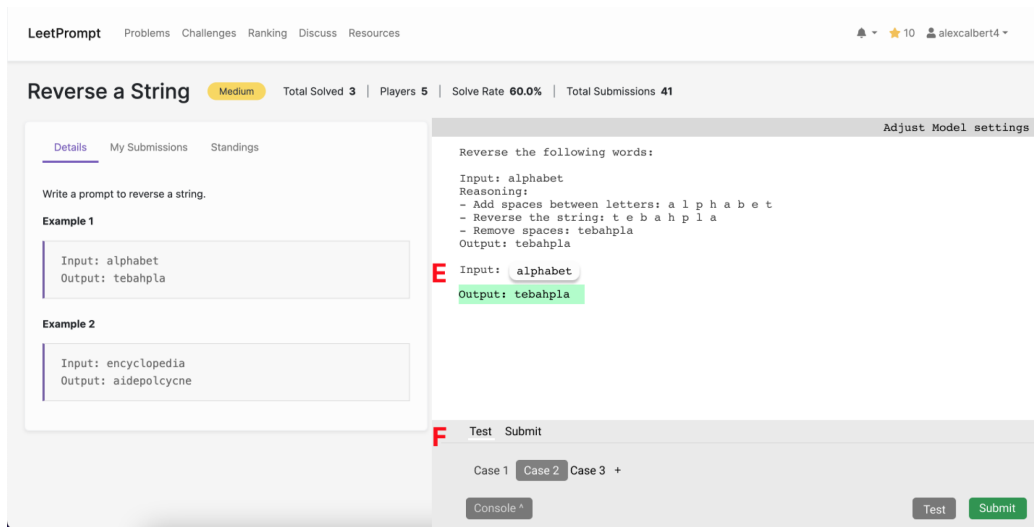 LeetPrompt Problems Challenges Ranking Discuss Resources 10 alexcalbert4
Reverse a String Medium Total Solved 3 | Players 5 | Solve Rate 60.0% | Total Submissions 41
Details My Submissions Standings
Write a prompt to reverse a string.
Example 1
Input: alphabet
Output: tebahpla
Example 2
Input: encyclopedia
Output: aidepolcycne
Adjust Model settings
Reverse the following words:
Input: alphabet
Reasoning:
- Add spaces between letters: a l p h a b e t
- Reverse the string: t e b a h p l a
- Remove spaces: tebahpla
Output: tebahpla
E Input: alphabet
Output: tebahpla
F Test Submit
Case 1 Case 2 Case 3 +
Console ^ Test Submit